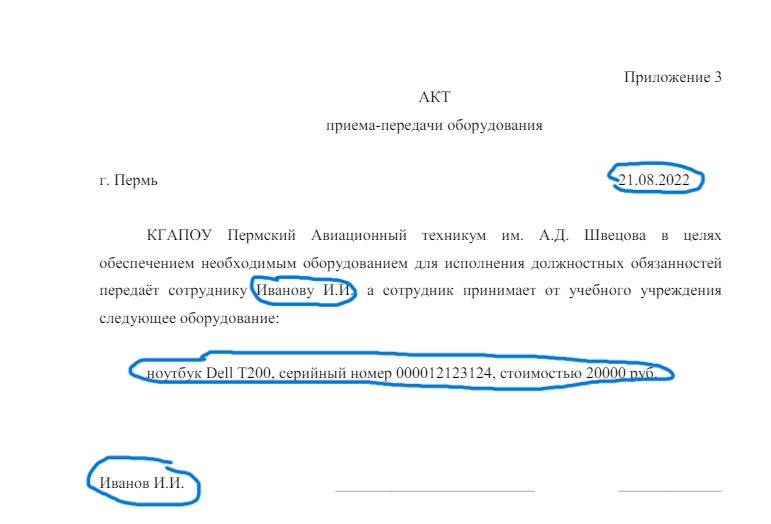 Приложение 3
АКТ
приема-передачи оборудования
г. Пермь 21.08.2022
КГАПОУ Пермский Авиационный техникум им. А.Д. Швецова в целях
обеспечением необходимым оборудованием для исполнения должностных обязанностей
передаёт сотруднику Иванову И.И. а сотрудник принимает от учебного учреждения
следующее оборудование:
ноутбук Dell T200, серийный номер 000012123124, стоимостью 20000 руб.
Иванов И.И.